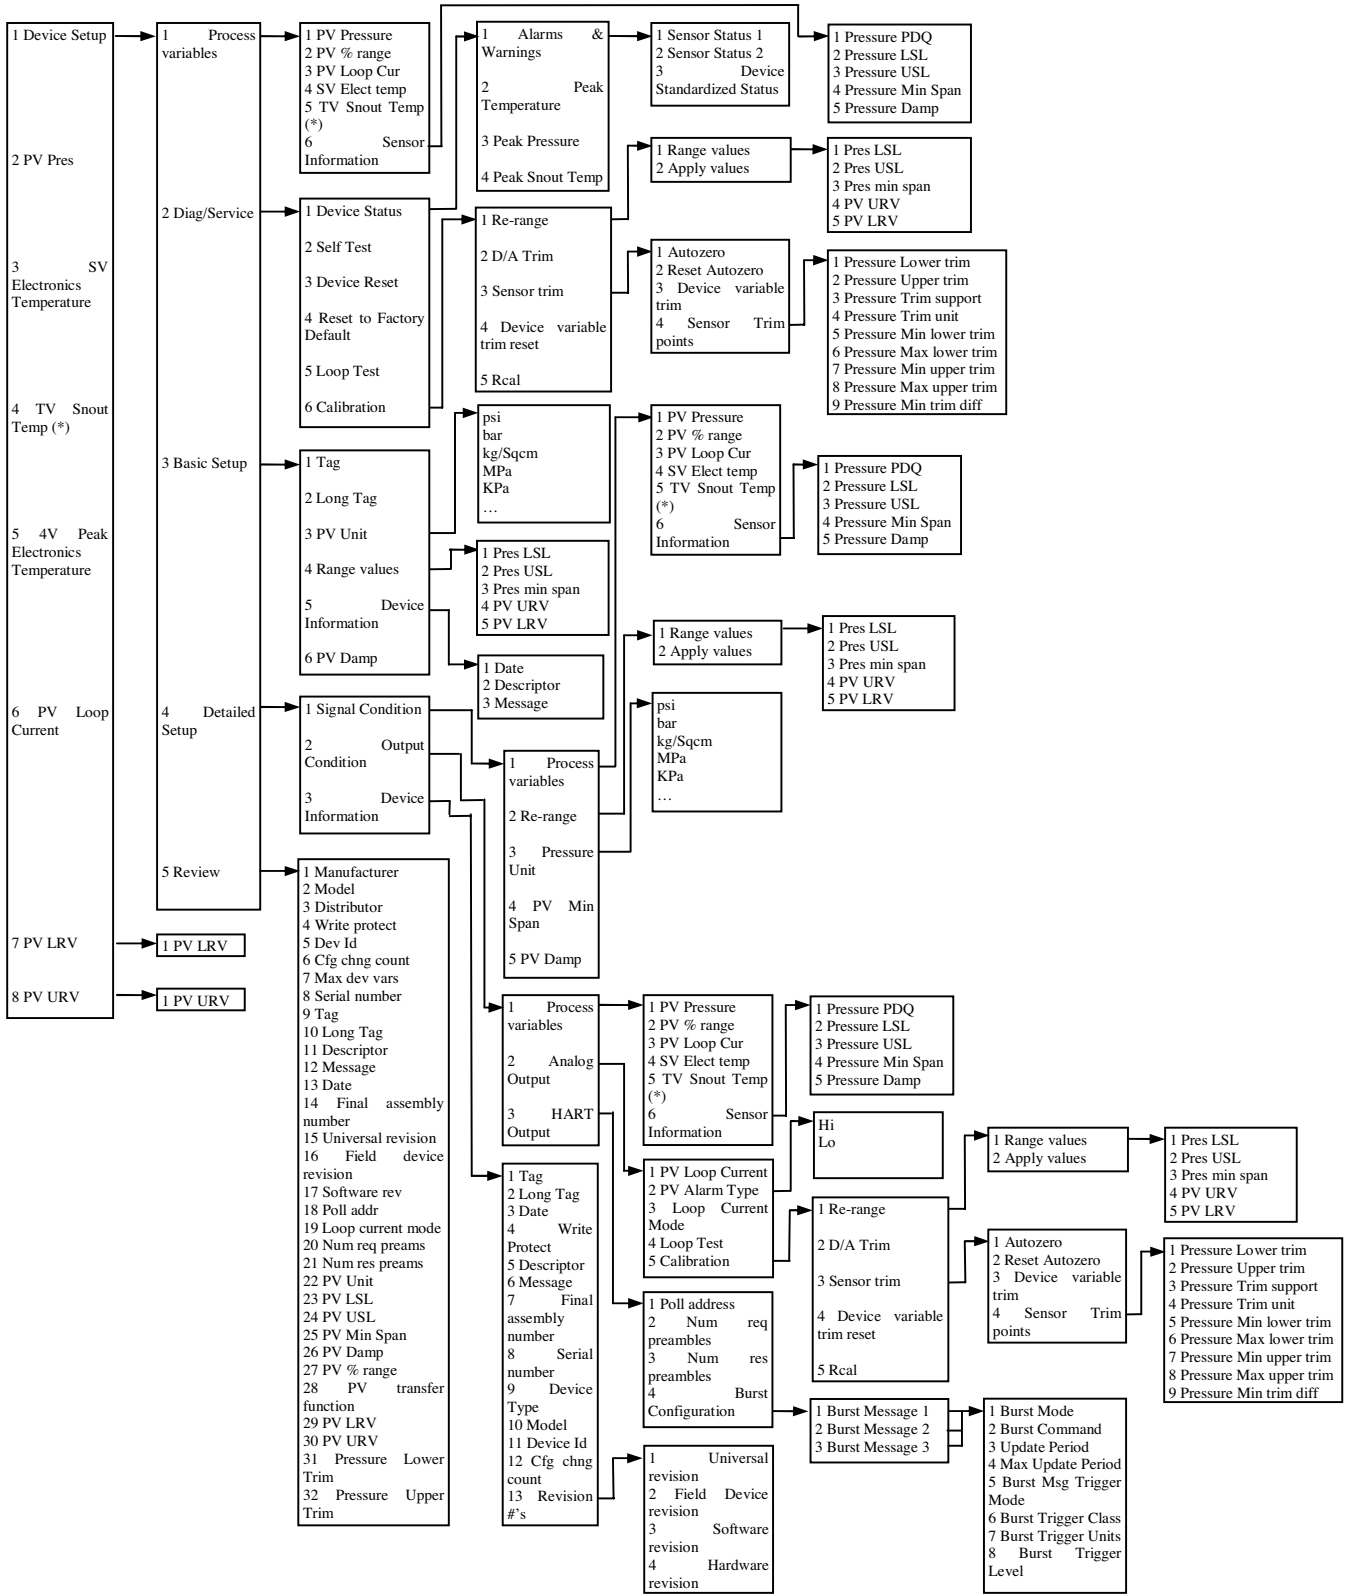 1 Device Setup
2 PV Pres
3 SV
Electronics
Temperature
4 TV Snout
Temp (*)
5 4V Peak
Electronics
Temperature
6 PV Loop
Current
7 PV LRV
8 PV URV
1 Process
variables
2 Diag/Service
3 Basic Setup
4 Detailed
Setup
5 Review
1 PV LRV
1 PV URV
1 PV Pressure
2 PV % range
3 PV Loop Cur
4 SV Elect temp
5 TV Snout Temp
(*)
6 Sensor
Information
1 Device Status
2 Self Test
3 Device Reset
4 Reset to Factory
Default
5 Loop Test
6 Calibration
1 Tag
2 Long Tag
3 PV Unit
4 Range values
5 Device
Information
6 PV Damp
1 Signal Condition
2 Output
Condition
3 Device
Information
1 Manufacturer
2 Model
3 Distributor
4 Write protect
5 Dev Id
6 Cfg chng count
7 Max dev vars
8 Serial number
9 Tag
10 Long Tag
11 Descriptor
12 Message
13 Date
14 Final assembly
number
15 Universal revision
16 Field device
revision
17 Software rev
18 Poll addr
19 Loop current mode
20 Num req preams
21 Num res preams
22 PV Unit
23 PV LSL
24 PV USL
25 PV Min Span
26 PV Damp
27 PV % range
28 PV transfer
function
29 PV LRV
30 PV URV
31 Pressure Lower
Trim
32 Pressure Upper
Trim
1 Alarms &
Warnings
2 Peak
Temperature
3 Peak Pressure
4 Peak Snout Temp
1 Re-range
2 D/A Trim
3 Sensor trim
4 Device variable
trim reset
5 Rcal
psi
bar
kg/Sqcm
MPa
KPa
…
1 Pres LSL
2 Pres USL
3 Pres min span
4 PV URV
5 PV LRV
1 Date
2 Descriptor
3 Message
1 Process
variables
2 Re-range
3 Pressure
Unit
4 PV Min
Span
5 PV Damp
1 Process
variables
2 Analog
Output
3 HART
Output
1 Tag
2 Long Tag
3 Date
4 Write
Protect
5 Descriptor
6 Message
7 Final
assembly
number
8 Serial
number
9 Device
Type
10 Model
11 Device Id
12 Cfg chng
count
13 Revision
#'s
1 Sensor Status 1
2 Sensor Status 2
3 Device
Standardized Status
1 Range values
2 Apply values
1 Autozero
2 Reset Autozero
3 Device variable
trim
4 Sensor Trim
points
1 PV Pressure
2 PV % range
3 PV Loop Cur
4 SV Elect temp
5 TV Snout Temp
(*)
6 Sensor
Information
1 Range values
2 Apply values
psi
bar
kg/Sqcm
MPa
KPa
…
1 PV Pressure
2 PV % range
3 PV Loop Cur
4 SV Elect temp
5 TV Snout Temp
(*)
6 Sensor
Information
1 PV Loop Current
2 PV Alarm Type
3 Loop Current
Mode
4 Loop Test
5 Calibration
1 Poll address
2 Num req
preambles
3 Num res
preambles
4 Burst
Configuration
1 Universal
revision
2 Field Device
revision
3 Software
revision
4 Hardware
revision
1 Pressure PDQ
2 Pressure LSL
3 Pressure USL
4 Pressure Min Span
5 Pressure Damp
1 Pres LSL
2 Pres USL
3 Pres min span
4 PV URV
5 PV LRV
1 Pressure Lower trim
2 Pressure Upper trim
3 Pressure Trim support
4 Pressure Trim unit
5 Pressure Min lower trim
6 Pressure Max lower trim
7 Pressure Min upper trim
8 Pressure Max upper trim
9 Pressure Min trim diff
1 Pressure PDQ
2 Pressure LSL
3 Pressure USL
4 Pressure Min Span
5 Pressure Damp
1 Pres LSL
2 Pres USL
3 Pres min span
4 PV URV
5 PV LRV
1 Pressure PDQ
2 Pressure LSL
3 Pressure USL
4 Pressure Min Span
5 Pressure Damp
Hi
Lo
1 Re-range
2 D/A Trim
3 Sensor trim
4 Device variable
trim reset
5 Rcal
1 Burst Message 1
2 Burst Message 2
3 Burst Message 3
1 Range values
2 Apply values
1 Autozero
2 Reset Autozero
3 Device variable
trim
4 Sensor Trim
points
1 Burst Mode
2 Burst Command
3 Update Period
4 Max Update Period
5 Burst Msg Trigger
Mode
6 Burst Trigger Class
7 Burst Trigger Units
8 Burst Trigger
Level
1 Pres LSL
2 Pres USL
3 Pres min span
4 PV URV
5 PV LRV
1 Pressure Lower trim
2 Pressure Upper trim
3 Pressure Trim support
4 Pressure Trim unit
5 Pressure Min lower trim
6 Pressure Max lower trim
7 Pressure Min upper trim
8 Pressure Max upper trim
9 Pressure Min trim diff